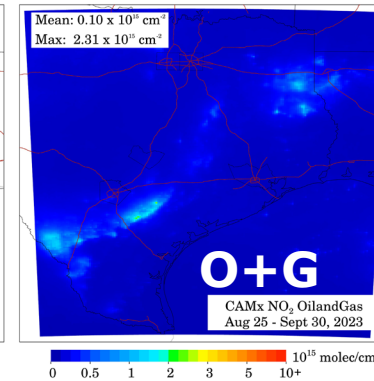 Mean: 0.10 x 10¹⁵ cm⁻²
Max: 2.31 x 10¹⁵ cm⁻²
O+G
CAMx NO₂ OilandGas
Aug 25 - Sept 30, 2023
10¹⁵ molec/cm
0 0.5 1 2 3 5 10+